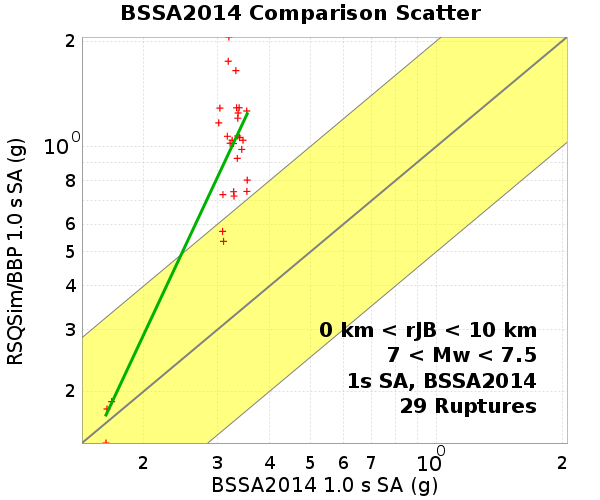 BSSA2014 Comparison Scatter
RSQSim/BBP 1.0 s SA (g)
2
10^0
8
6
5
4
3
2
0 km < rJB < 10 km
7 < Mw < 7.5
1s SA, BSSA2014
29 Ruptures
2 3 4 5 6 7 10^0 2
BSSA2014 1.0 s SA (g)